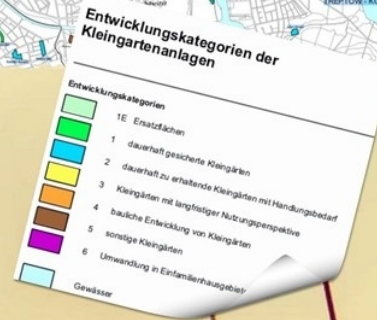 Entwicklungskategorien der
Kleingartenanlagen
Entwicklungskategorien
1E Ersatzflächen
1 dauerhaft gesicherte Kleingärten
2 dauerhaft zu erhaltende Kleingärten mit Handlungsbedarf
3 Kleingärten mit langfristiger Nutzungsperspektive
4 bauliche Entwicklung von Kleingärten
5 sonstige Kleingärten
6 Umwandlung in Einfamilienhausgebiet
Gewässer